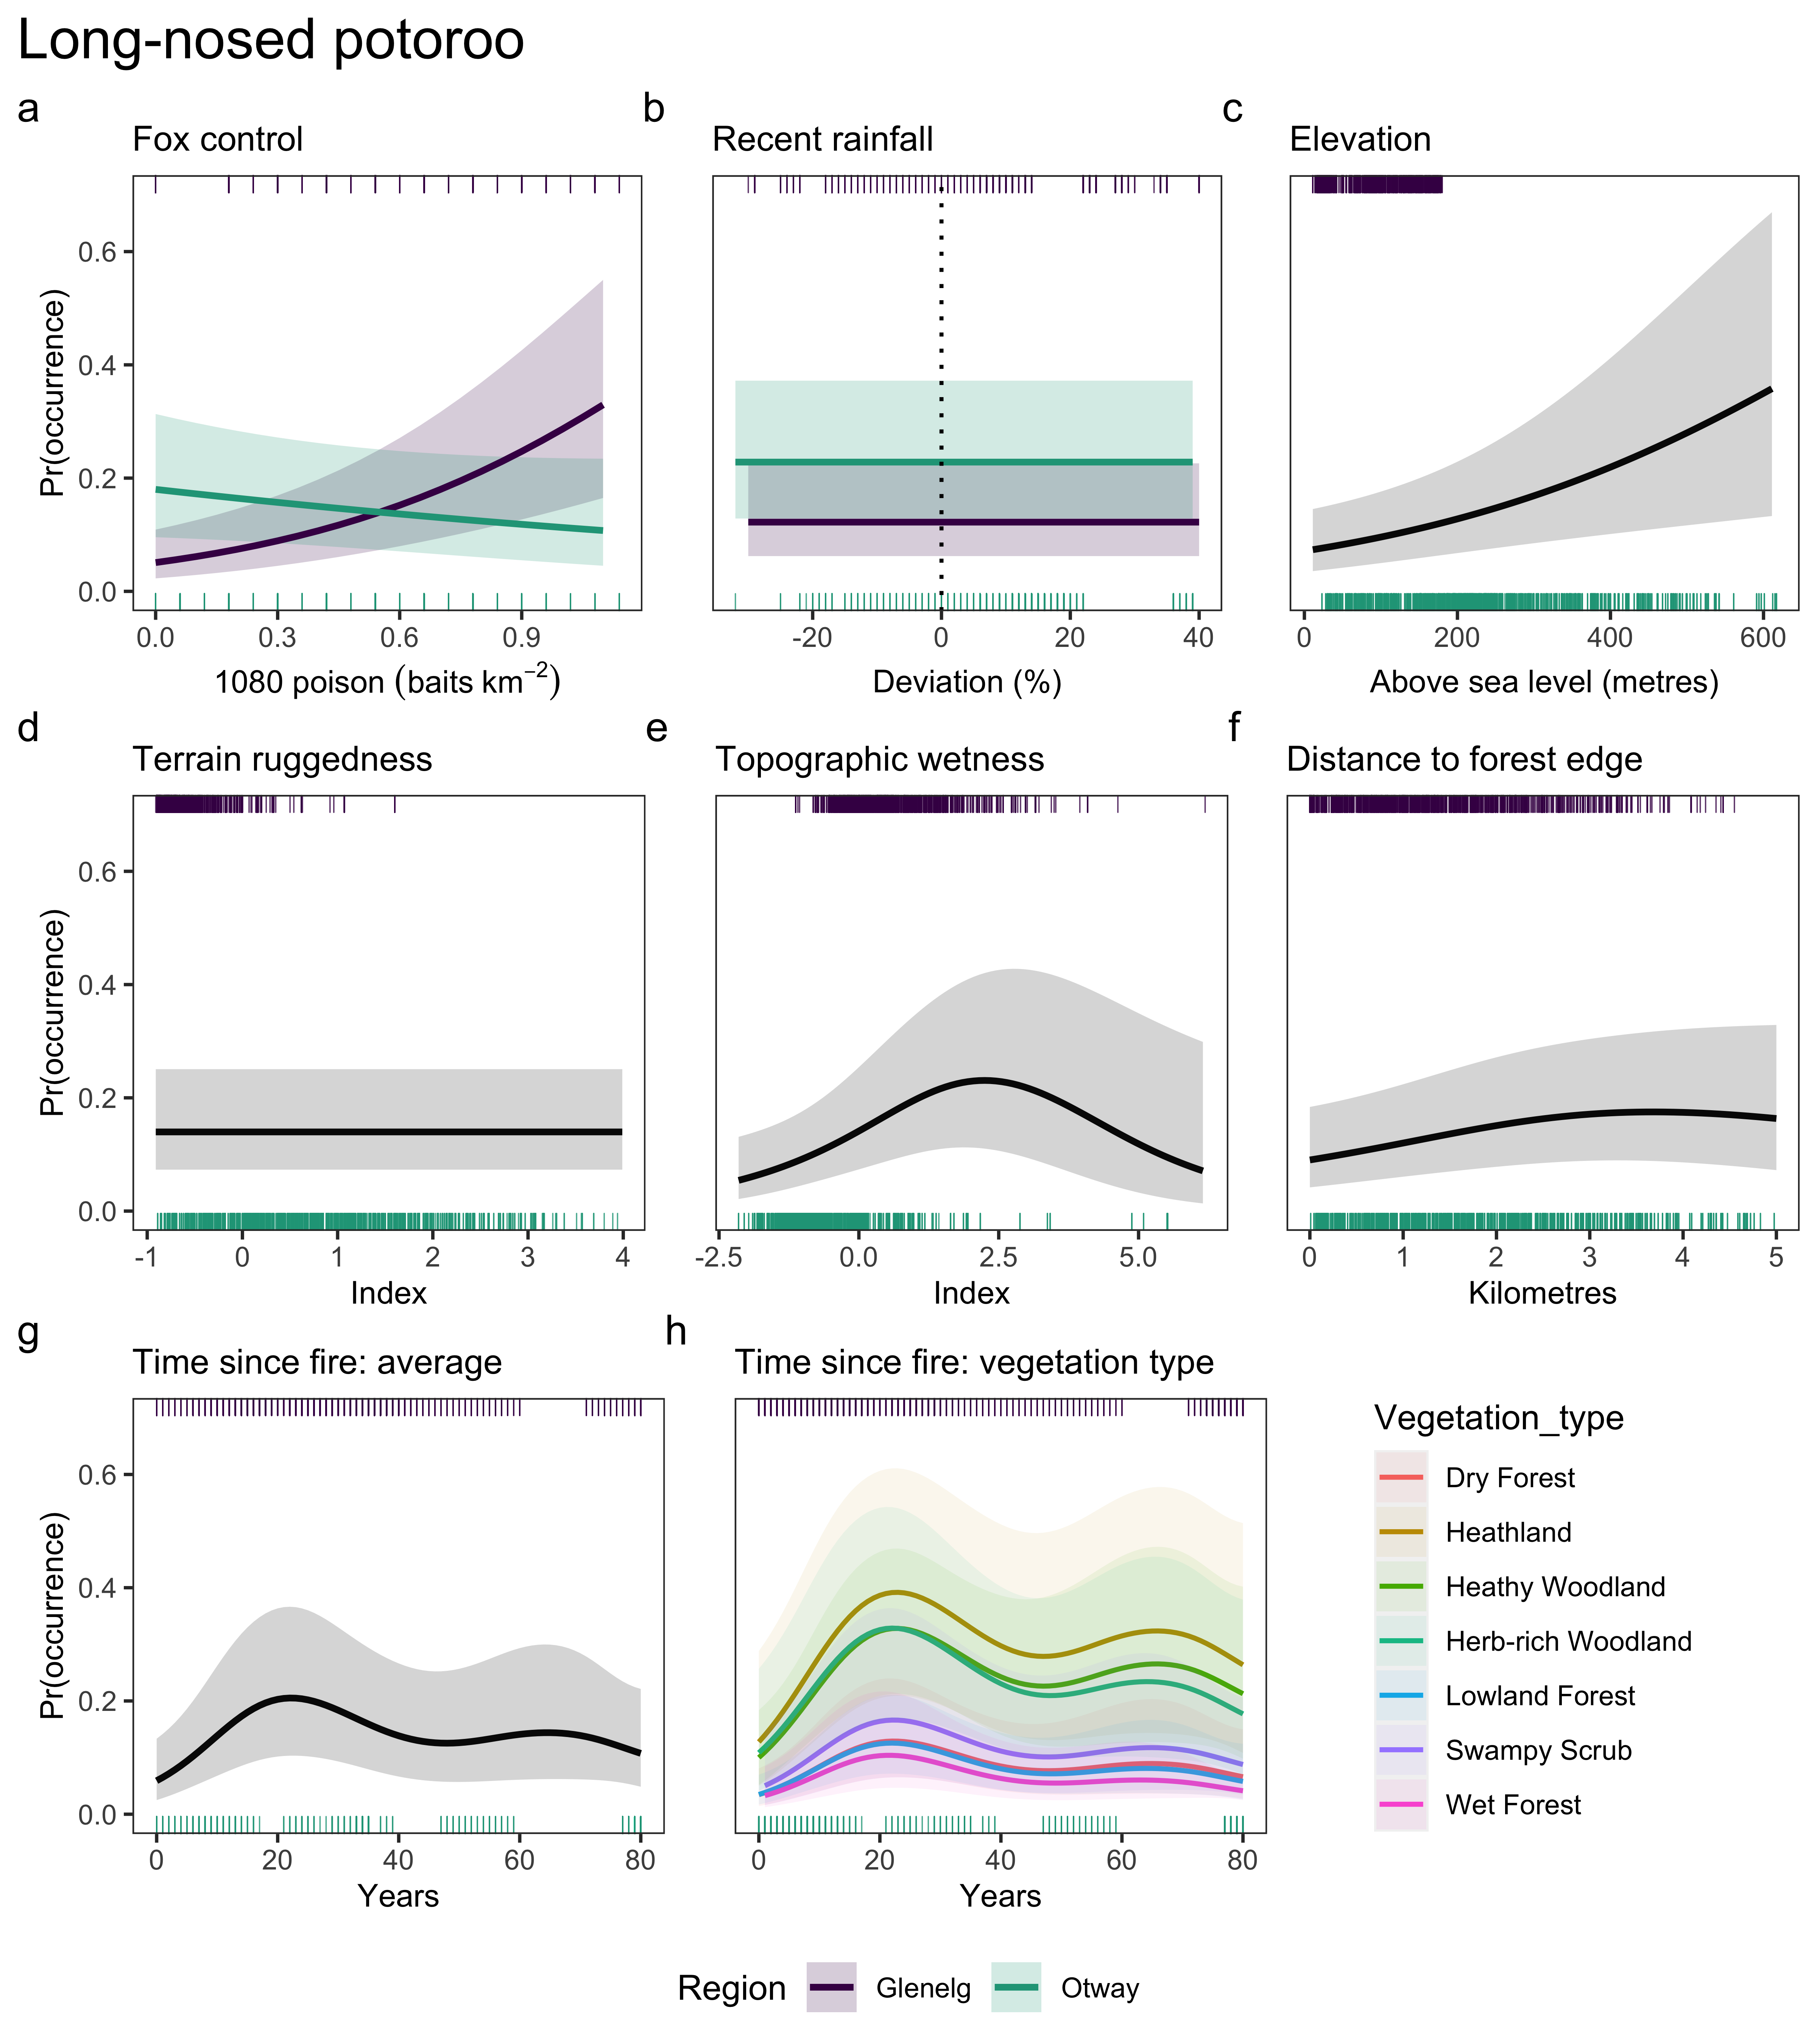 Long-nosed potoroo
a b c
Fox control Recent rainfall Elevation
Pr(occurrence)
0.6
0.4
0.2
0.0
0.0 0.3 0.6 0.9 -20 0 20 40 0 200 400 600
1080 poison (baits km⁻²) Deviation (%) Above sea level (metres)
d e f
Terrain ruggedness Topographic wetness Distance to forest edge
Pr(occurrence)
0.6
0.4
0.2
0.0
-1 0 1 2 3 4 -2.5 0.0 2.5 5.0 0 1 2 3 4 5
Index Index Kilometres
g h
Time since fire: average Time since fire: vegetation type
Pr(occurrence)
0.6
0.4
0.2
0.0
0 20 40 60 80 0 20 40 60 80
Years Years
Vegetation_type
Dry Forest
Heathland
Heathy Woodland
Herb-rich Woodland
Lowland Forest
Swampy Scrub
Wet Forest
Region Glenelg Otway